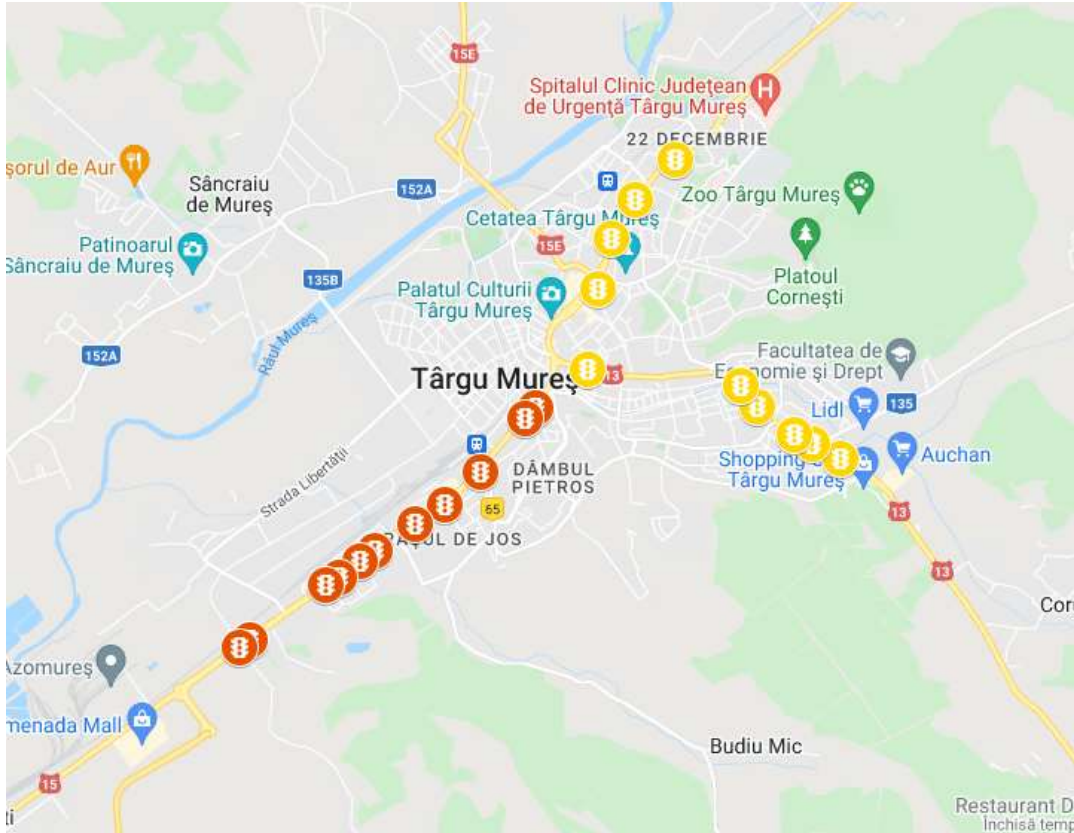 15E
Spitalul Clinic Județean
de Urgență Târgu Mureș
H
22 DECEMBRIE
șorul de Aur
Sâncraiu
de Mureș
152A
Zoo Târgu Mureș
Cetatea Târgu Mureș
15E
Patinoarul
Sâncraiu de Mureș
135B
Palatul Culturii
Târgu Mureș
Platoul
Cornești
Râul Mureș
152A
Facultatea de
Economie și Drept
Târgu Mureș
13
Lidl
135
Auchan
Shopping
Târgu Mureș
DÂMBUL
PIETROS
Strada Libertății
65
13
RAȘUL DE JOS
13
Cor
Azomureș
menada Mall
Budiu Mic
15
ti
Restaurant D
Închisă temp